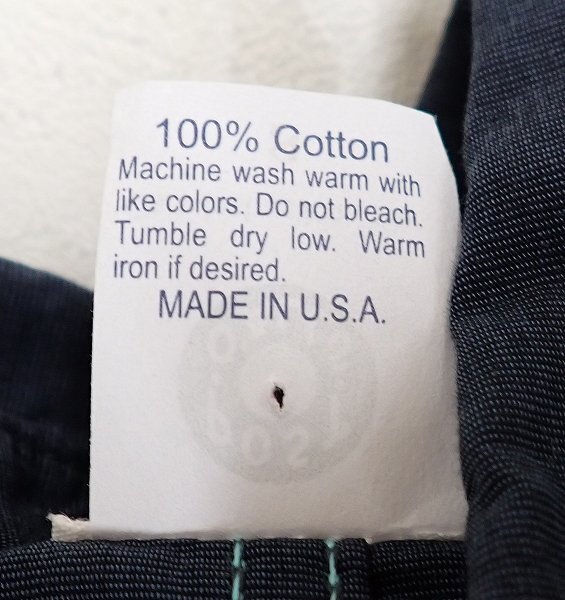 100% Cotton
Machine wash warm with
like colors. Do not bleach.
Tumble dry low. Warm
iron if desired.
MADE IN U.S.A.